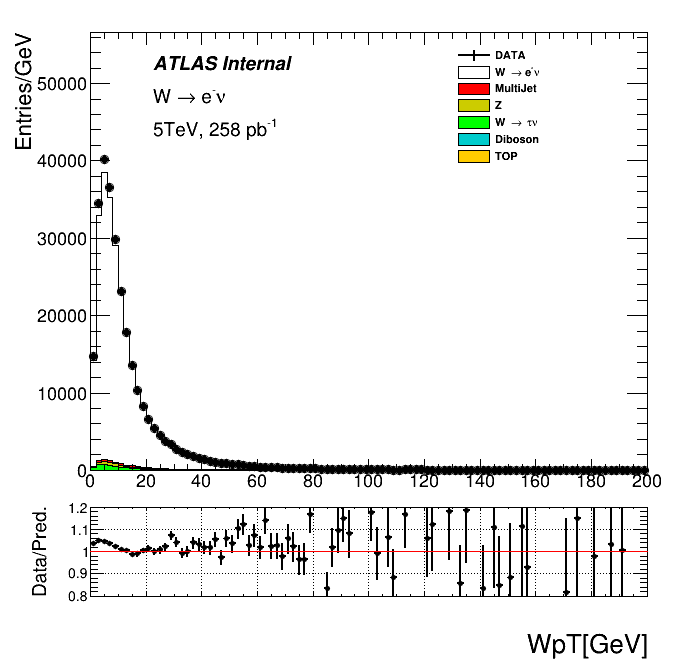 Entries/GeV
50000
40000
30000
20000
10000
0
ATLAS Internal
W → e⁻ν
5TeV, 258 pb⁻¹
DATA
W → e⁻ν
MultiJet
Z
W → τν
Diboson
TOP
0 20 40 60 80 100 120 140 160 180 200
Data/Pred.
1.2
1.1
1
0.9
0.8
WpT[GeV]